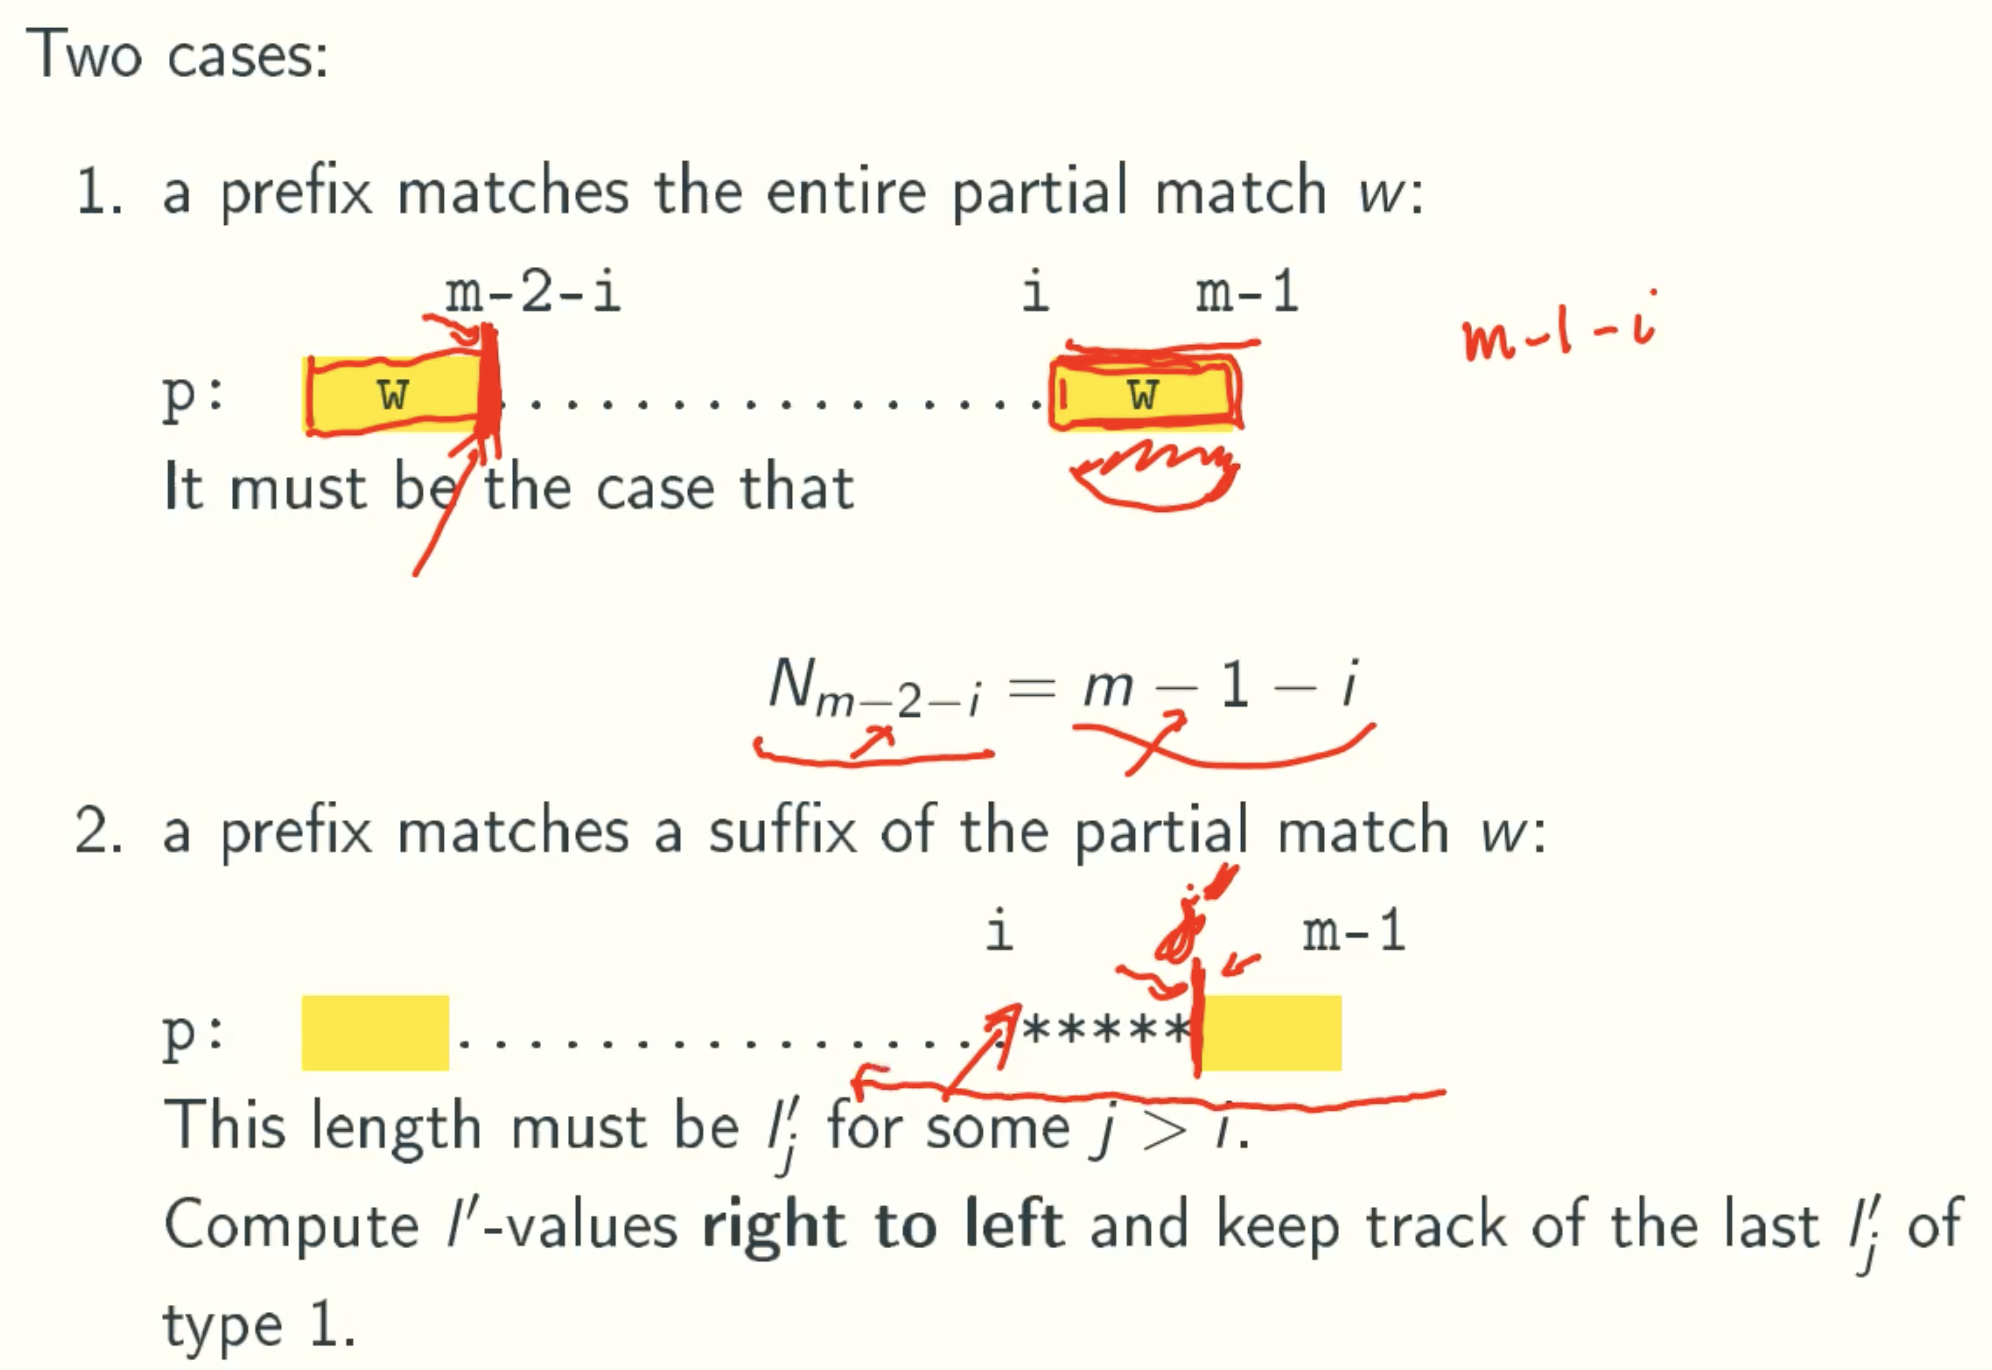 Two cases:
1. a prefix matches the entire partial match w:
m-2-i i m-1
m-1-i
p: w ................ w
It must be the case that
N_{m-2-i} = m - 1 - i
2. a prefix matches a suffix of the partial match w:
j
i m-1
p: ................*****
This length must be l'_j for some j > i.
Compute l'-values right to left and keep track of the last l'_j of
type 1.